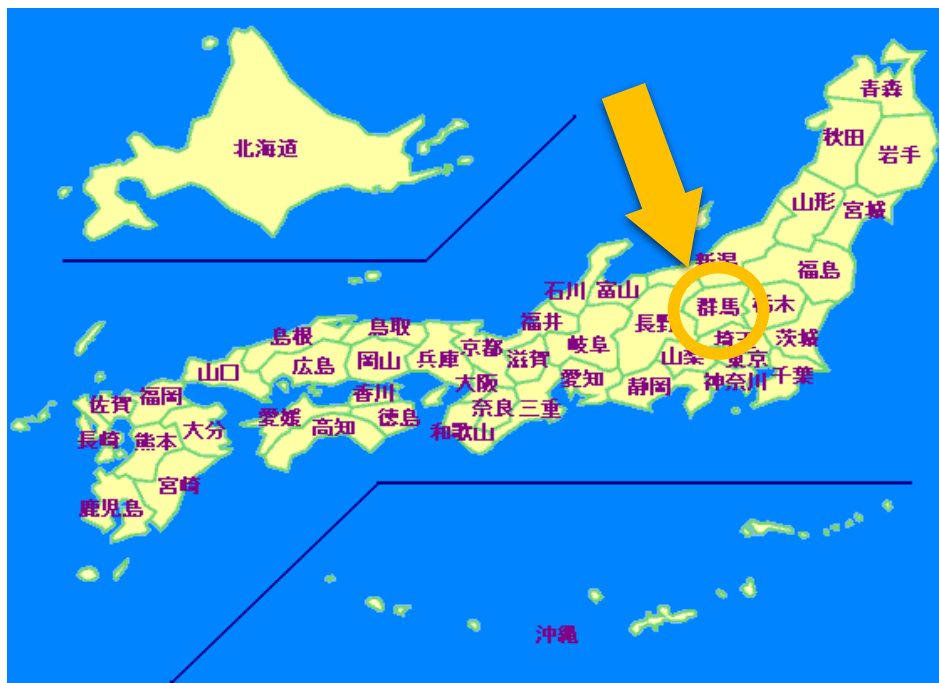 北海道
青森
秋田
岩手
山形
宮城
新潟
福島
石川
富山
群馬
栃木
福井
長野
埼玉
茨城
島根
鳥取
京都
岐阜
山梨
東京
山口
広島
岡山
兵庫
滋賀
千葉
大阪
愛知
静岡
神奈川
佐賀
福岡
香川
奈良
三重
長崎
熊本
大分
愛媛
高知
徳島
和歌山
宮崎
鹿児島
沖縄